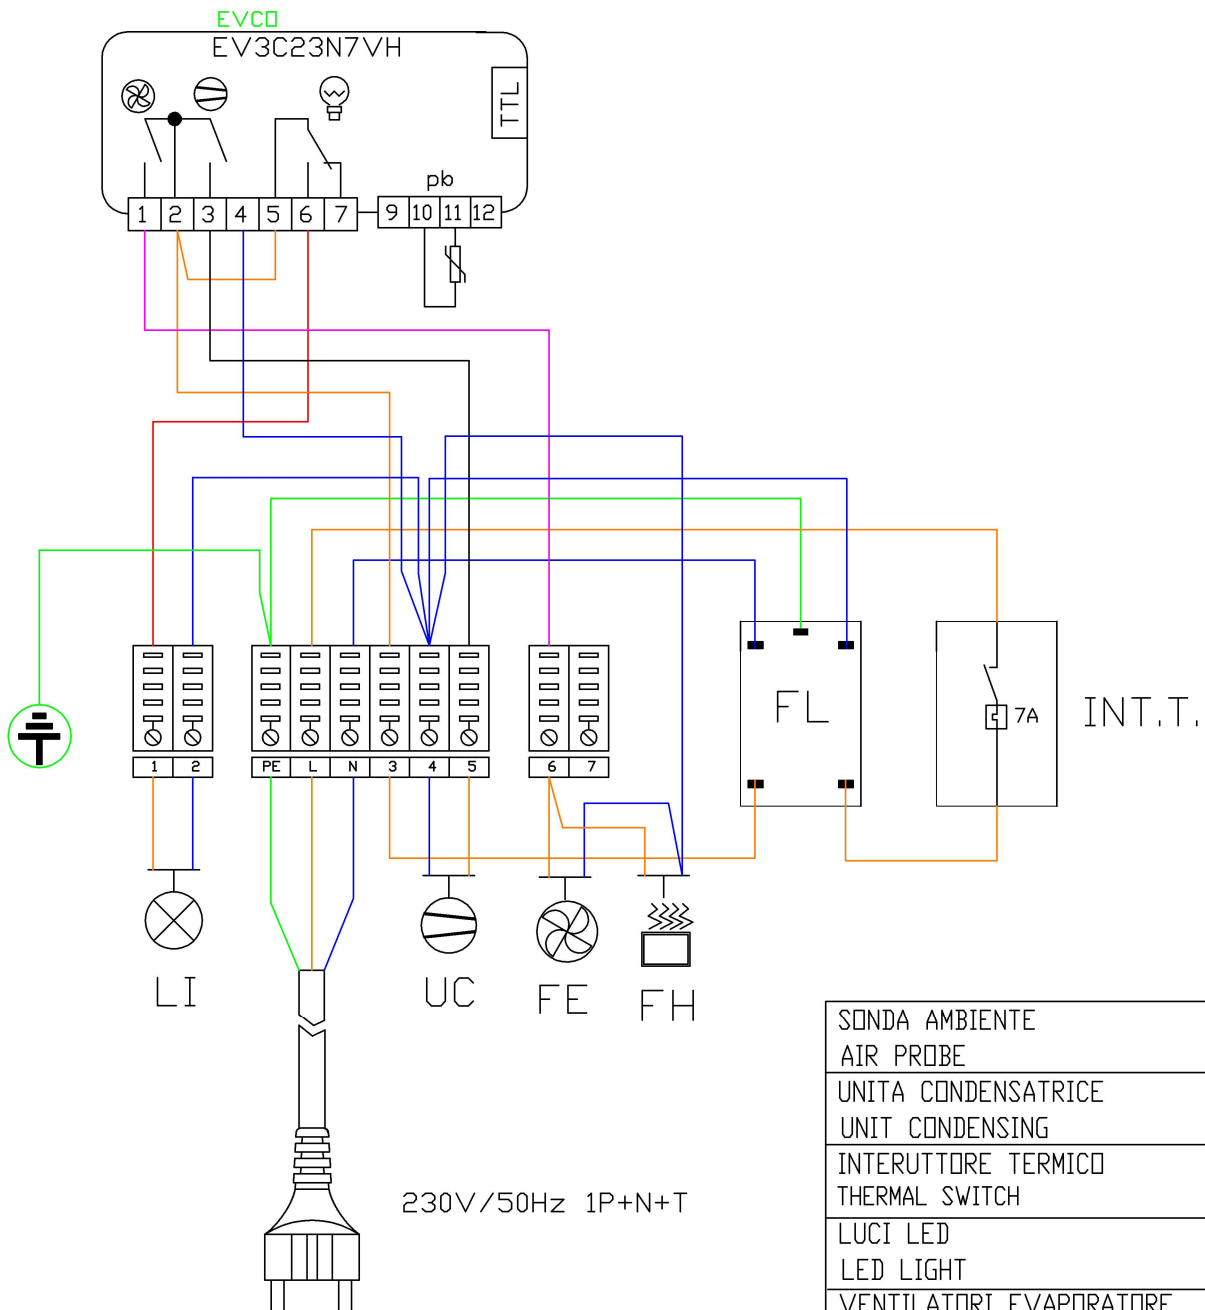 EVCO
EV3C23N7VH
TTL
pb
1 2 3 4 5 6 7 9 10 11 12
FL
7A
INT.T.
1 2 PE L N 3 4 5 6 7
LI
UC
FE
FH
SONDA AMBIENTE
AIR PROBE
UNITA CONDENSATRICE
UNIT CONDENSING
INTERUTTORE TERMICO
THERMAL SWITCH
230V/50Hz 1P+N+T
LUCI LED
LED LIGHT
VENTILATORI EVAPORATORE